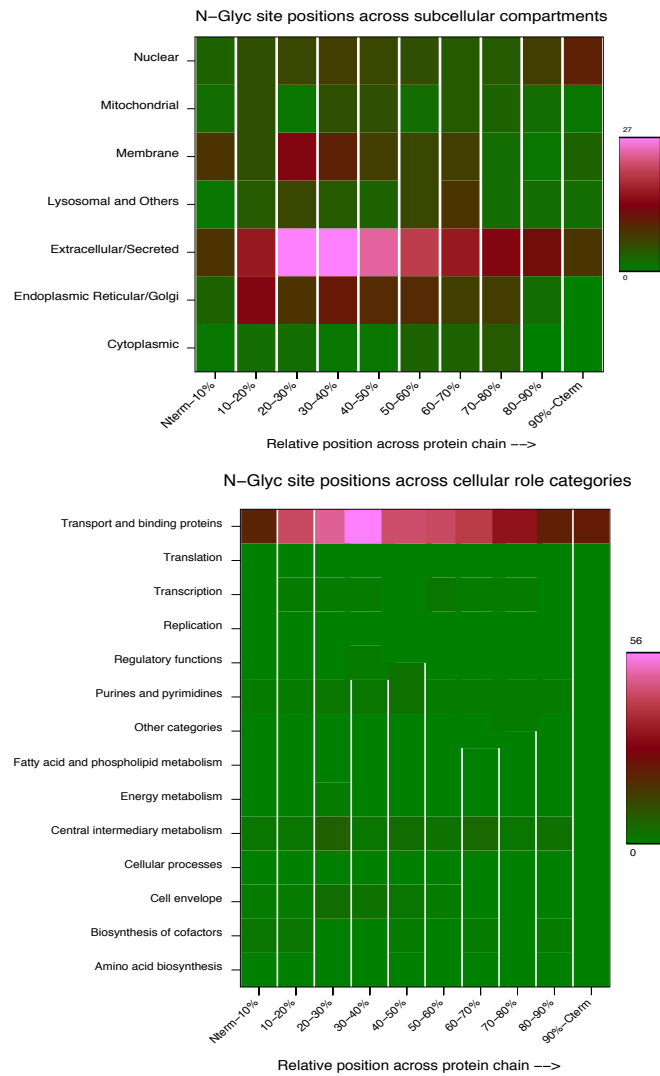 N−Glyc site positions across subcellular compartments
Nuclear
Mitochondrial
Membrane
Lysosomal and Others
Extracellular/Secreted
Endoplasmic Reticular/Golgi
Cytoplasmic
27
0
Nterm−10%
10−20%
20−30%
30−40%
40−50%
50−60%
60−70%
70−80%
80−90%
90%−Cterm
Relative position across protein chain −−>
N−Glyc site positions across cellular role categories
Transport and binding proteins
Translation
Transcription
Replication
Regulatory functions
Purines and pyrimidines
Other categories
Fatty acid and phospholipid metabolism
Energy metabolism
Central intermediary metabolism
Cellular processes
Cell envelope
Biosynthesis of cofactors
Amino acid biosynthesis
56
0
Nterm−10%
10−20%
20−30%
30−40%
40−50%
50−60%
60−70%
70−80%
80−90%
90%−Cterm
Relative position across protein chain −−>